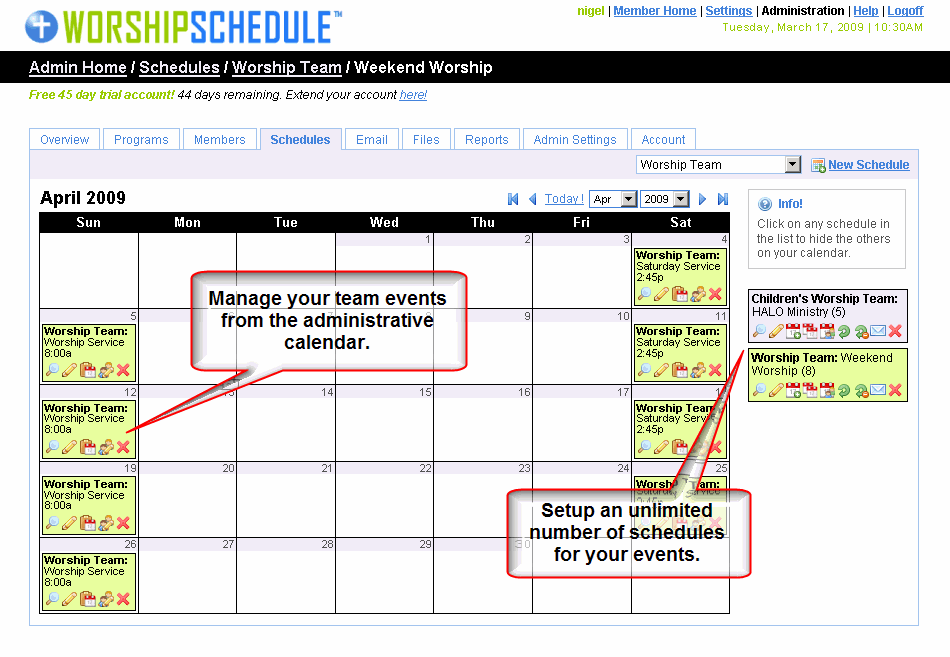 WORSHIPSCHEDULE™
nigel | Member Home | Settings | Administration | Help | Logoff
Tuesday, March 17, 2009 | 10:30AM
Admin Home / Schedules / Worship Team / Weekend Worship
Free 45 day trial account! 44 days remaining. Extend your account here!
Overview Programs Members Schedules Email Files Reports Admin Settings Account
Worship Team New Schedule
April 2009 Today! Apr 2009
Sun Mon Tue Wed Thu Fri Sat
1 2 3 4
Worship Team:
Saturday Service
2:45p
5 9 10 11
Worship Team:
Worship Service
8:00a
Worship Team:
Saturday Service
2:45p
12 13 14 15 16 17
Worship Team:
Worship Service
8:00a
Worship Team:
Saturday Service
2:45p
19 20 21 22 23 24 25
Worship Team:
Worship Service
8:00a
Worship Team:
Saturday Service
2:45p
26 27 28 29 30
Worship Team:
Worship Service
8:00a
Info!
Click on any schedule in
the list to hide the others
on your calendar.
Children's Worship Team:
HALO Ministry (5)
Worship Team: Weekend
Worship (8)
Manage your team events
from the administrative
calendar.
Setup an unlimited
number of schedules
for your events.